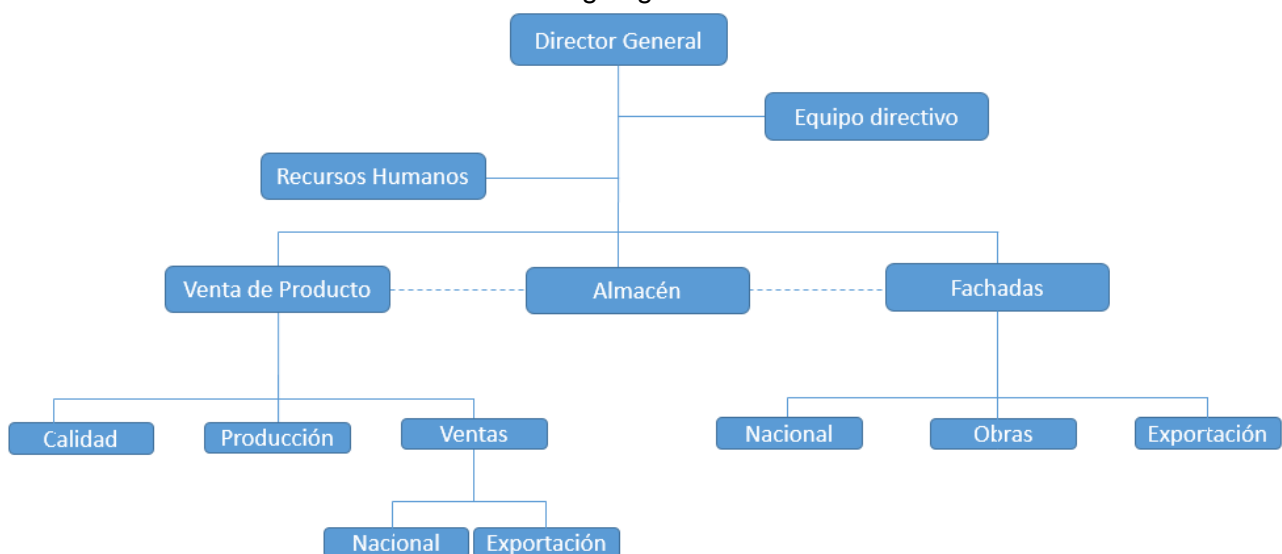 Director General
Equipo directivo
Recursos Humanos
Venta de Producto
Almacén
Fachadas
Calidad
Producción
Ventas
Nacional
Obras
Exportación
Nacional
Exportación